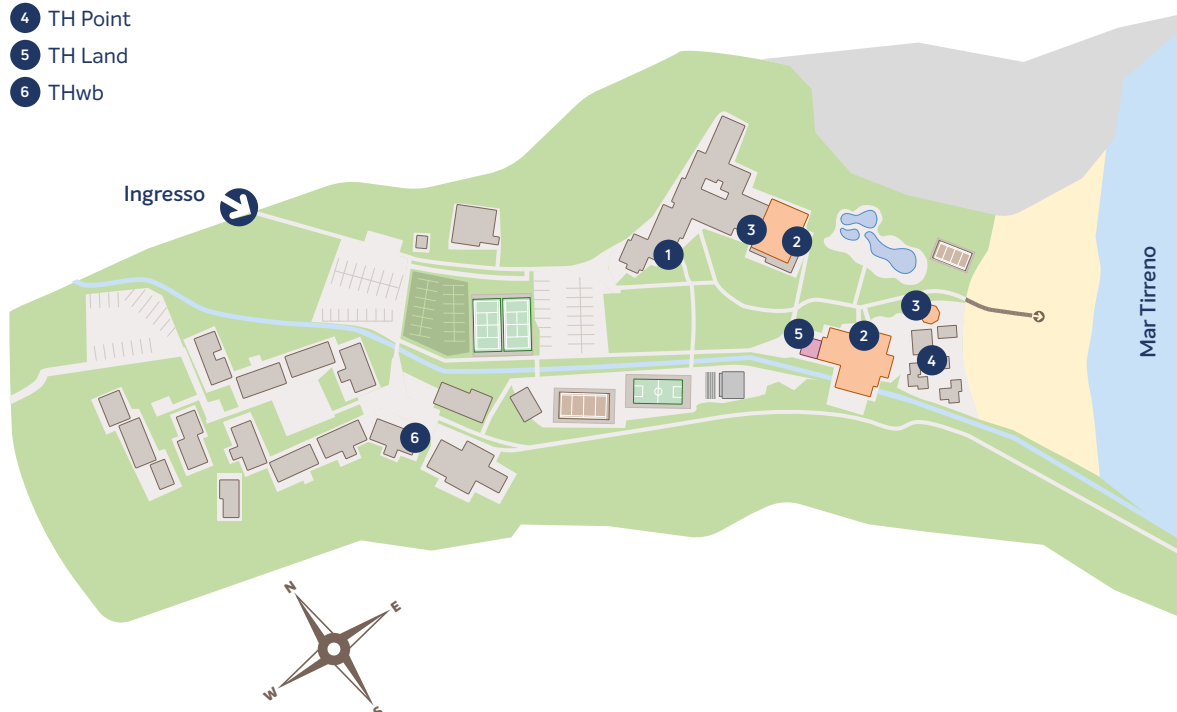 4 TH Point
5 TH Land
6 THwb
Ingresso
3
2
1
3
5
2
4
6
Mar Tirreno
N
E
W
S